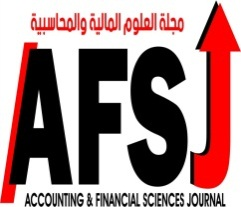 مجلة العلوم المالية والمحاسبية
AFSJ
ACCOUNTING & FINANCIAL SCIENCES JOURNAL